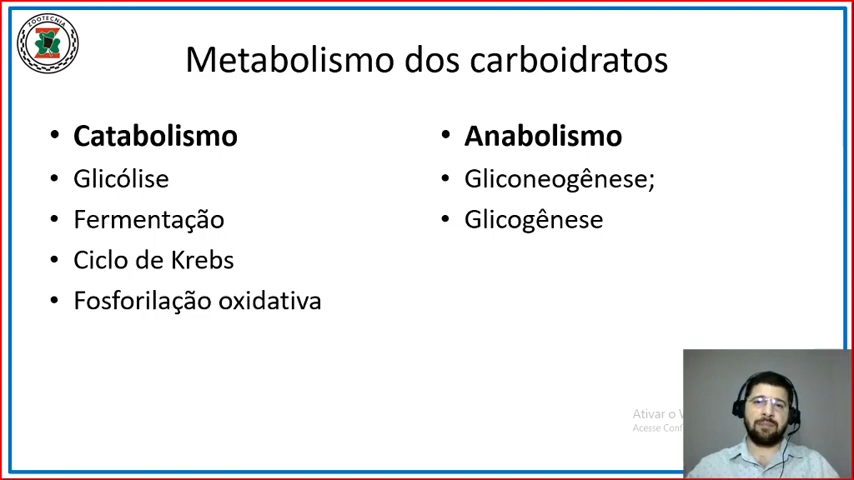 ZOOTECNIA
Metabolismo dos carboidratos
• Catabolismo
• Glicólise
• Fermentação
• Ciclo de Krebs
• Fosforilação oxidativa
• Anabolismo
• Gliconeogênese;
• Glicogênese
Ativar o
Acesse